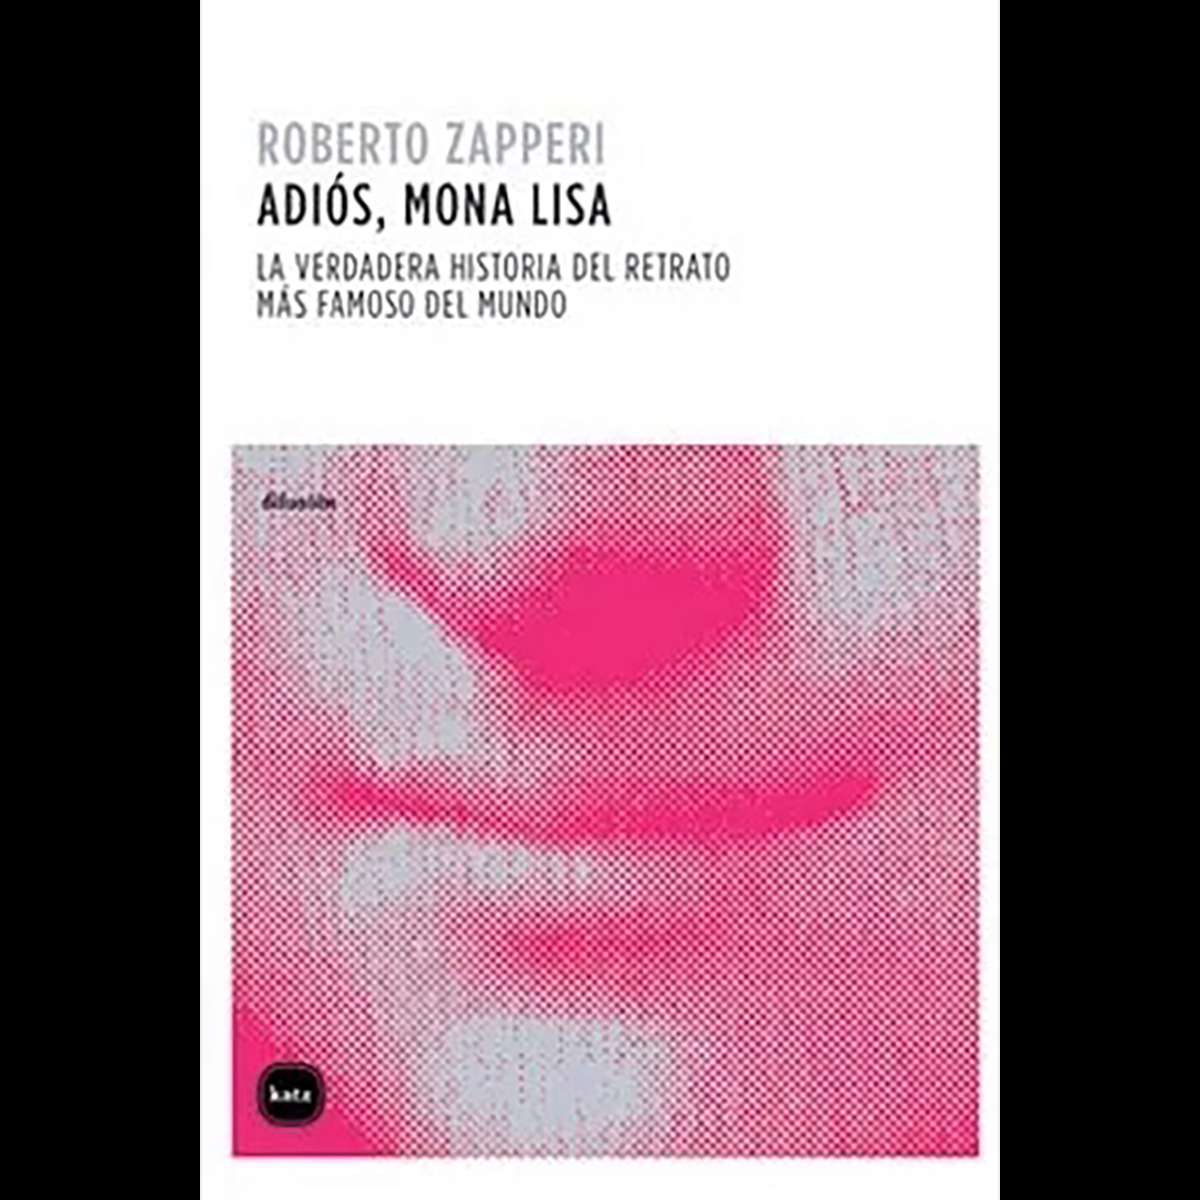 ROBERTO ZAPPERI
ADIÓS, MONA LISA
LA VERDADERA HISTORIA DEL RETRATO
MÁS FAMOSO DEL MUNDO
difusión
katz